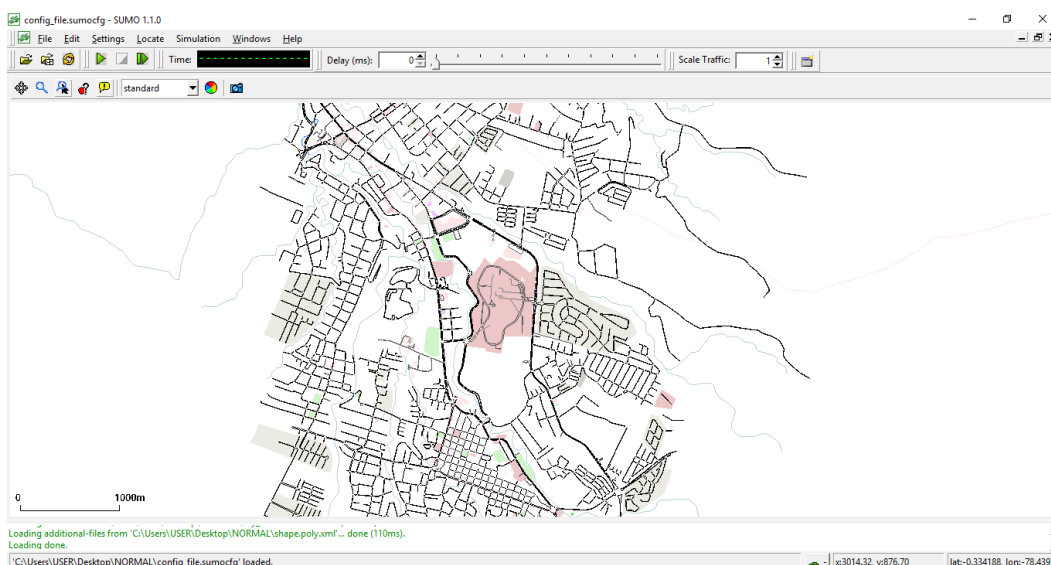 config_file.sumocfg - SUMO 1.1.0
File Edit Settings Locate Simulation Windows Help
Time: Delay (ms): 0 Scale Traffic: 1
standard
0 1000m
Loading additional-files from 'C:\Users\USER\Desktop\NORMAL\shape.poly.xml'... done (110ms).
Loading done.
'C:\Users\USER\Desktop\NORMAL\config_file.sumocfg' loaded. x:3014.32, y:876.70 lat:-0.334188, lon:-78.439